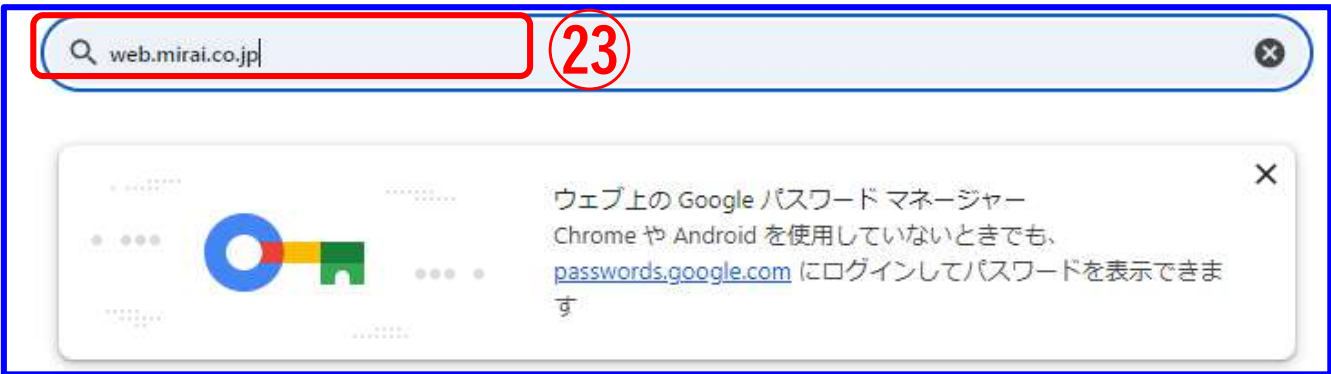 web.mirai.co.jp
㉓
ウェブ上の Google パスワード マネージャー
Chrome や Android を使用していないときでも、
passwords.google.com にログインしてパスワードを表示できま
す